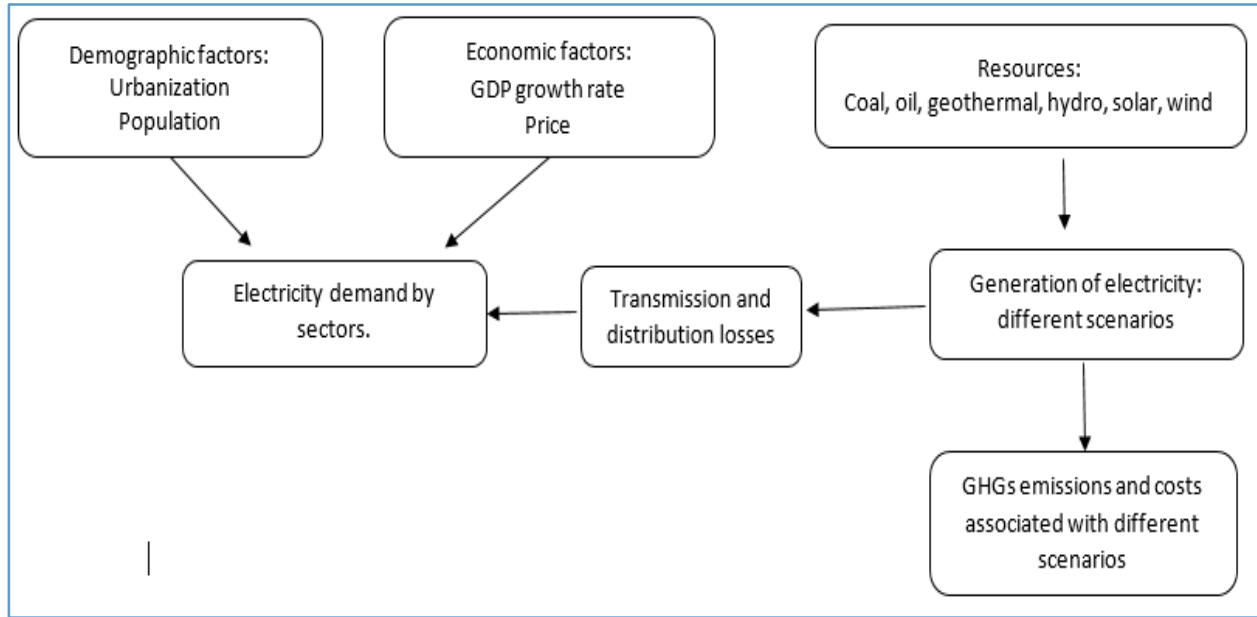 Demographic factors:
Urbanization
Population
Economic factors:
GDP growth rate
Price
Resources:
Coal, oil, geothermal, hydro, solar, wind
Electricity demand by
sectors.
Transmission and
distribution losses
Generation of electricity:
different scenarios
GHGs emissions and costs
associated with different
scenarios